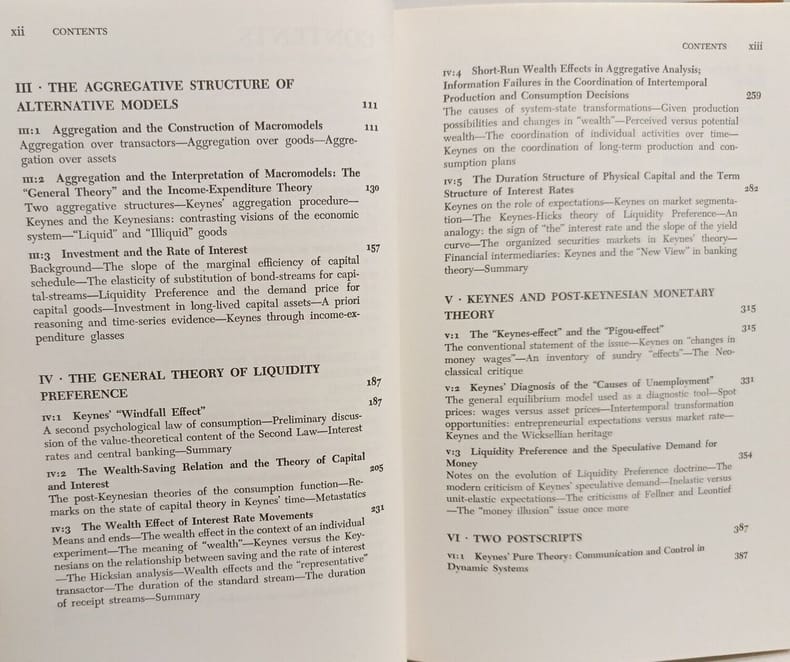 xii CONTENTS
III · THE AGGREGATIVE STRUCTURE OF
ALTERNATIVE MODELS 111
III:1 Aggregation and the Construction of Macromodels 111
Aggregation over transactors—Aggregation over goods—Aggre-
gation over assets
III:2 Aggregation and the Interpretation of Macromodels: The
"General Theory" and the Income-Expenditure Theory 130
Two aggregative structures—Keynes' aggregation procedure—
Keynes and the Keynesians: contrasting visions of the economic
system—"Liquid" and "Illiquid" goods
III:3 Investment and the Rate of Interest 157
Background—The slope of the marginal efficiency of capital
schedule—The elasticity of substitution of bond-streams for capi-
tal-streams—Liquidity Preference and the demand price for
capital goods—Investment in long-lived capital assets—A priori
reasoning and time-series evidence—Keynes through income-ex-
penditure glasses
IV · THE GENERAL THEORY OF LIQUIDITY
PREFERENCE 187
IV:1 Keynes' "Windfall Effect" 187
A second psychological law of consumption—Preliminary discus-
sion of the value-theoretical content of the Second Law—Interest
rates and central banking—Summary
IV:2 The Wealth-Saving Relation and the Theory of Capital
and Interest 205
The post-Keynesian theories of the consumption function—Re-
marks on the state of capital theory in Keynes' time—Metastatics
IV:3 The Wealth Effect of Interest Rate Movements 231
Means and ends—The wealth effect in the context of an individual
experiment—The meaning of "wealth"—Keynes versus the Key-
nesians on the relationship between saving and the rate of interest
—The Hicksian analysis—Wealth effects and the "representative"
transactor—The duration of the standard stream—The duration
of receipt streams—Summary
CONTENTS xiii
IV:4 Short-Run Wealth Effects in Aggregative Analysis;
Information Failures in the Coordination of Intertemporal
Production and Consumption Decisions 259
The causes of system-state transformations—Given production
possibilities and changes in "wealth"—Perceived versus potential
wealth—The coordination of individual activities over time—
Keynes on the coordination of long-term production and con-
sumption plans
IV:5 The Duration Structure of Physical Capital and the Term
Structure of Interest Rates 282
Keynes on the role of expectations—Keynes on market segmenta-
tion—The Keynes-Hicks theory of Liquidity Preference—An
analogy: the sign of "the" interest rate and the slope of the yield
curve—The organized securities markets in Keynes' theory—
Financial intermediaries: Keynes and the "New View" in banking
theory—Summary
V · KEYNES AND POST-KEYNESIAN MONETARY
THEORY 315
V:1 The "Keynes-effect" and the "Pigou-effect" 315
The conventional statement of the issue—Keynes on "changes in
money wages"—An inventory of sundry "effects"—The Neo-
classical critique
V:2 Keynes' Diagnosis of the "Causes of Unemployment" 331
The general equilibrium model used as a diagnostic tool—Spot
prices: wages versus asset prices—Intertemporal transformation
opportunities: entrepreneurial expectations versus market rate—
Keynes and the Wicksellian heritage
V:3 Liquidity Preference and the Speculative Demand for
Money 354
Notes on the evolution of Liquidity Preference doctrine—The
modern criticism of Keynes' speculative demand—Inelastic versus
unit-elastic expectations—The criticisms of Fellner and Leontief
—The "money illusion" issue once more
VI · TWO POSTSCRIPTS 387
VI:1 Keynes' Pure Theory: Communication and Control in
Dynamic Systems 387